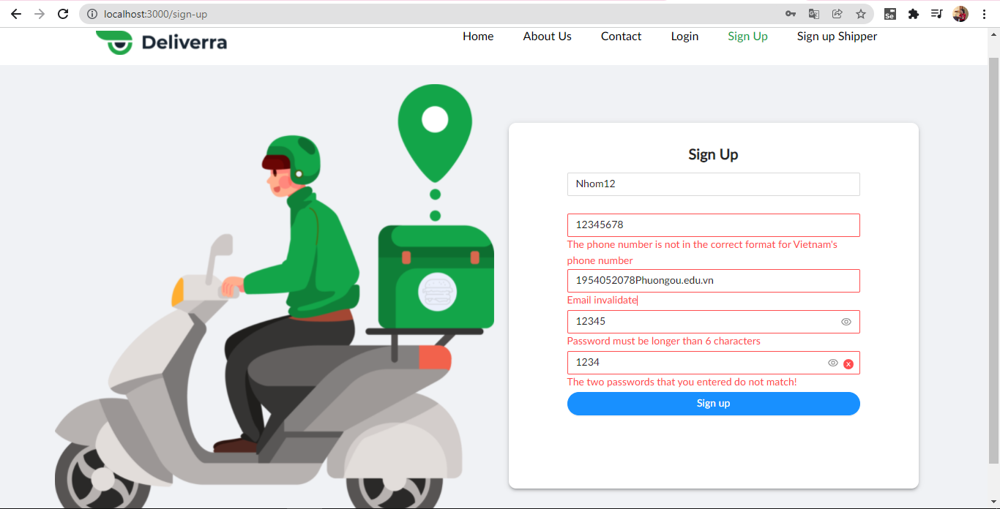 localhost:3000/sign-up
Se
Deliverra
Home About Us Contact Login Sign Up Sign up Shipper
Sign Up
Nhom12
12345678
The phone number is not in the correct format for Vietnam's
phone number
1954052078Phuongou.edu.vn
Email invalidate
12345
Password must be longer than 6 characters
1234
The two passwords that you entered do not match!
Sign up